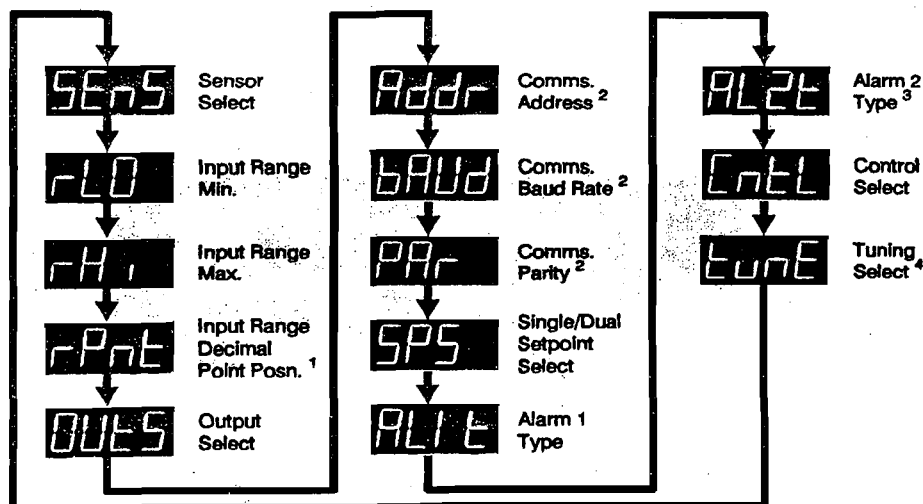 SEnS
Sensor
Select
rLO
Input Range
Min.
rHi
Input Range
Max.
rPnt
Input Range
Decimal
Point Posn. 1
OUtS
Output
Select
Addr
Comms.
Address 2
bAUd
Comms.
Baud Rate 2
PAr
Comms.
Parity 2
SPS
Single/Dual
Setpoint
Select
AL1t
Alarm 1
Type
AL2t
Alarm 2
Type 3
CntL
Control
Select
tunE
Tuning
Select 4